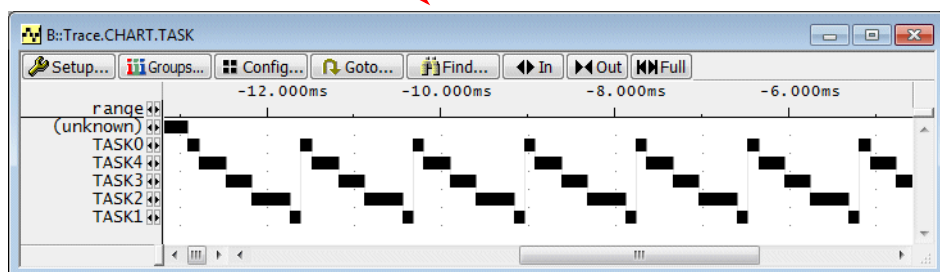 B::Trace.CHART.TASK
Setup... Groups... Config... Goto... Find... In Out Full
-12.000ms -10.000ms -8.000ms -6.000ms
range
(unknown)
TASK0
TASK4
TASK3
TASK2
TASK1